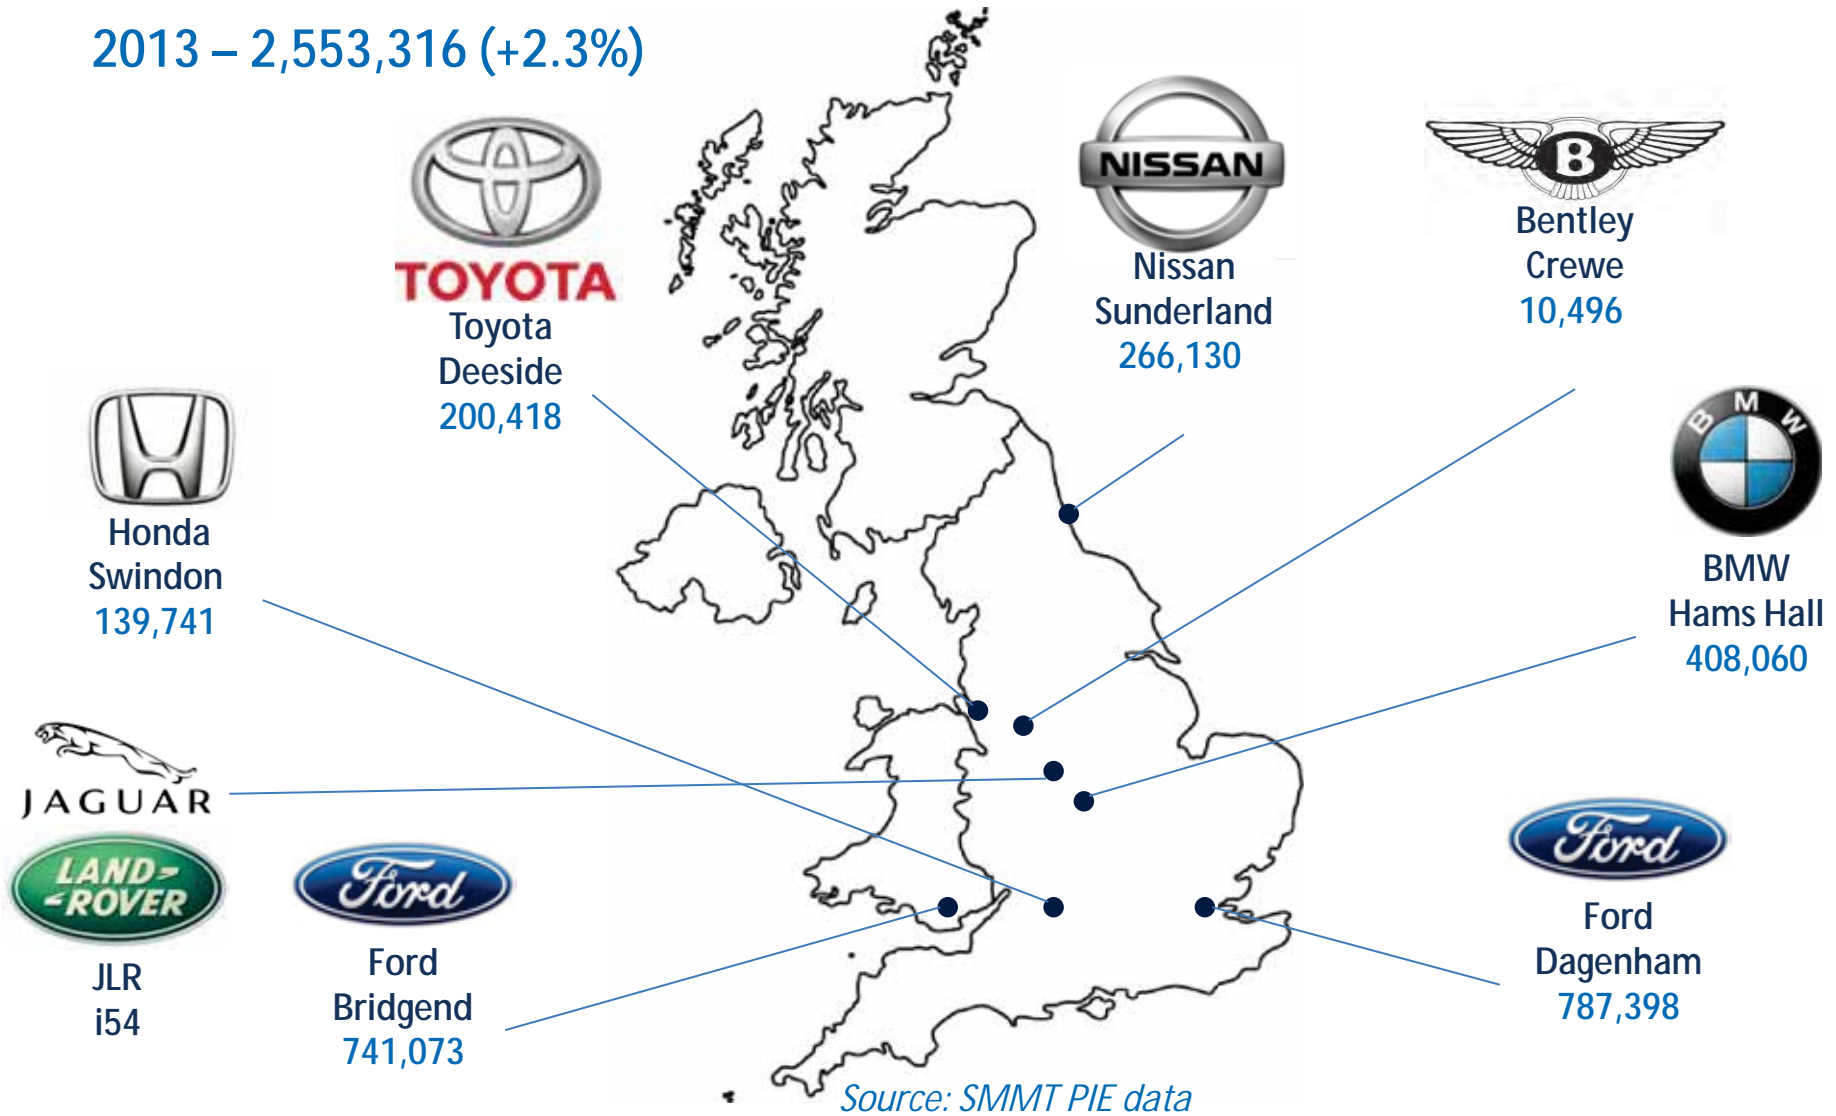 2013 – 2,553,316 (+2.3%)
TOYOTA
Toyota
Deeside
200,418
NISSAN
Nissan
Sunderland
266,130
B
Bentley
Crewe
10,496
Honda
Swindon
139,741
BMW
BMW
Hams Hall
408,060
JAGUAR
LAND-
-ROVER
JLR
i54
Ford
Ford
Bridgend
741,073
Ford
Ford
Dagenham
787,398
Source: SMMT PIE data